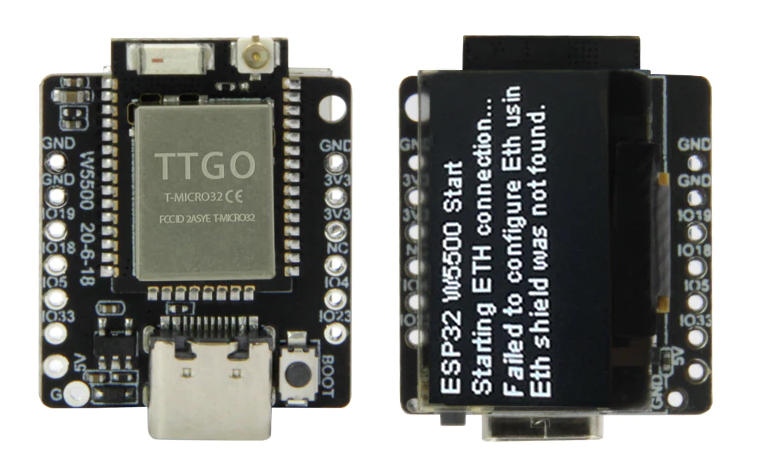 GND
GND
IO19
IO18
IO5
IO33
5V
G
W5500 20-6-18
TTGO
T-MICRO32 CE
FCCID 2ASYE T-MICRO32
GND
3V3
3V3
NC
IO4
IO23
BOOT
ESP32 W5500 Start
Starting ETH connection...
Failed to configure Eth usin
Eth shield was not found.
GND
GND
IO19
IO18
IO5
IO33
5V
GND